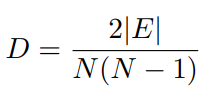 D = 2|E| / N(N − 1)